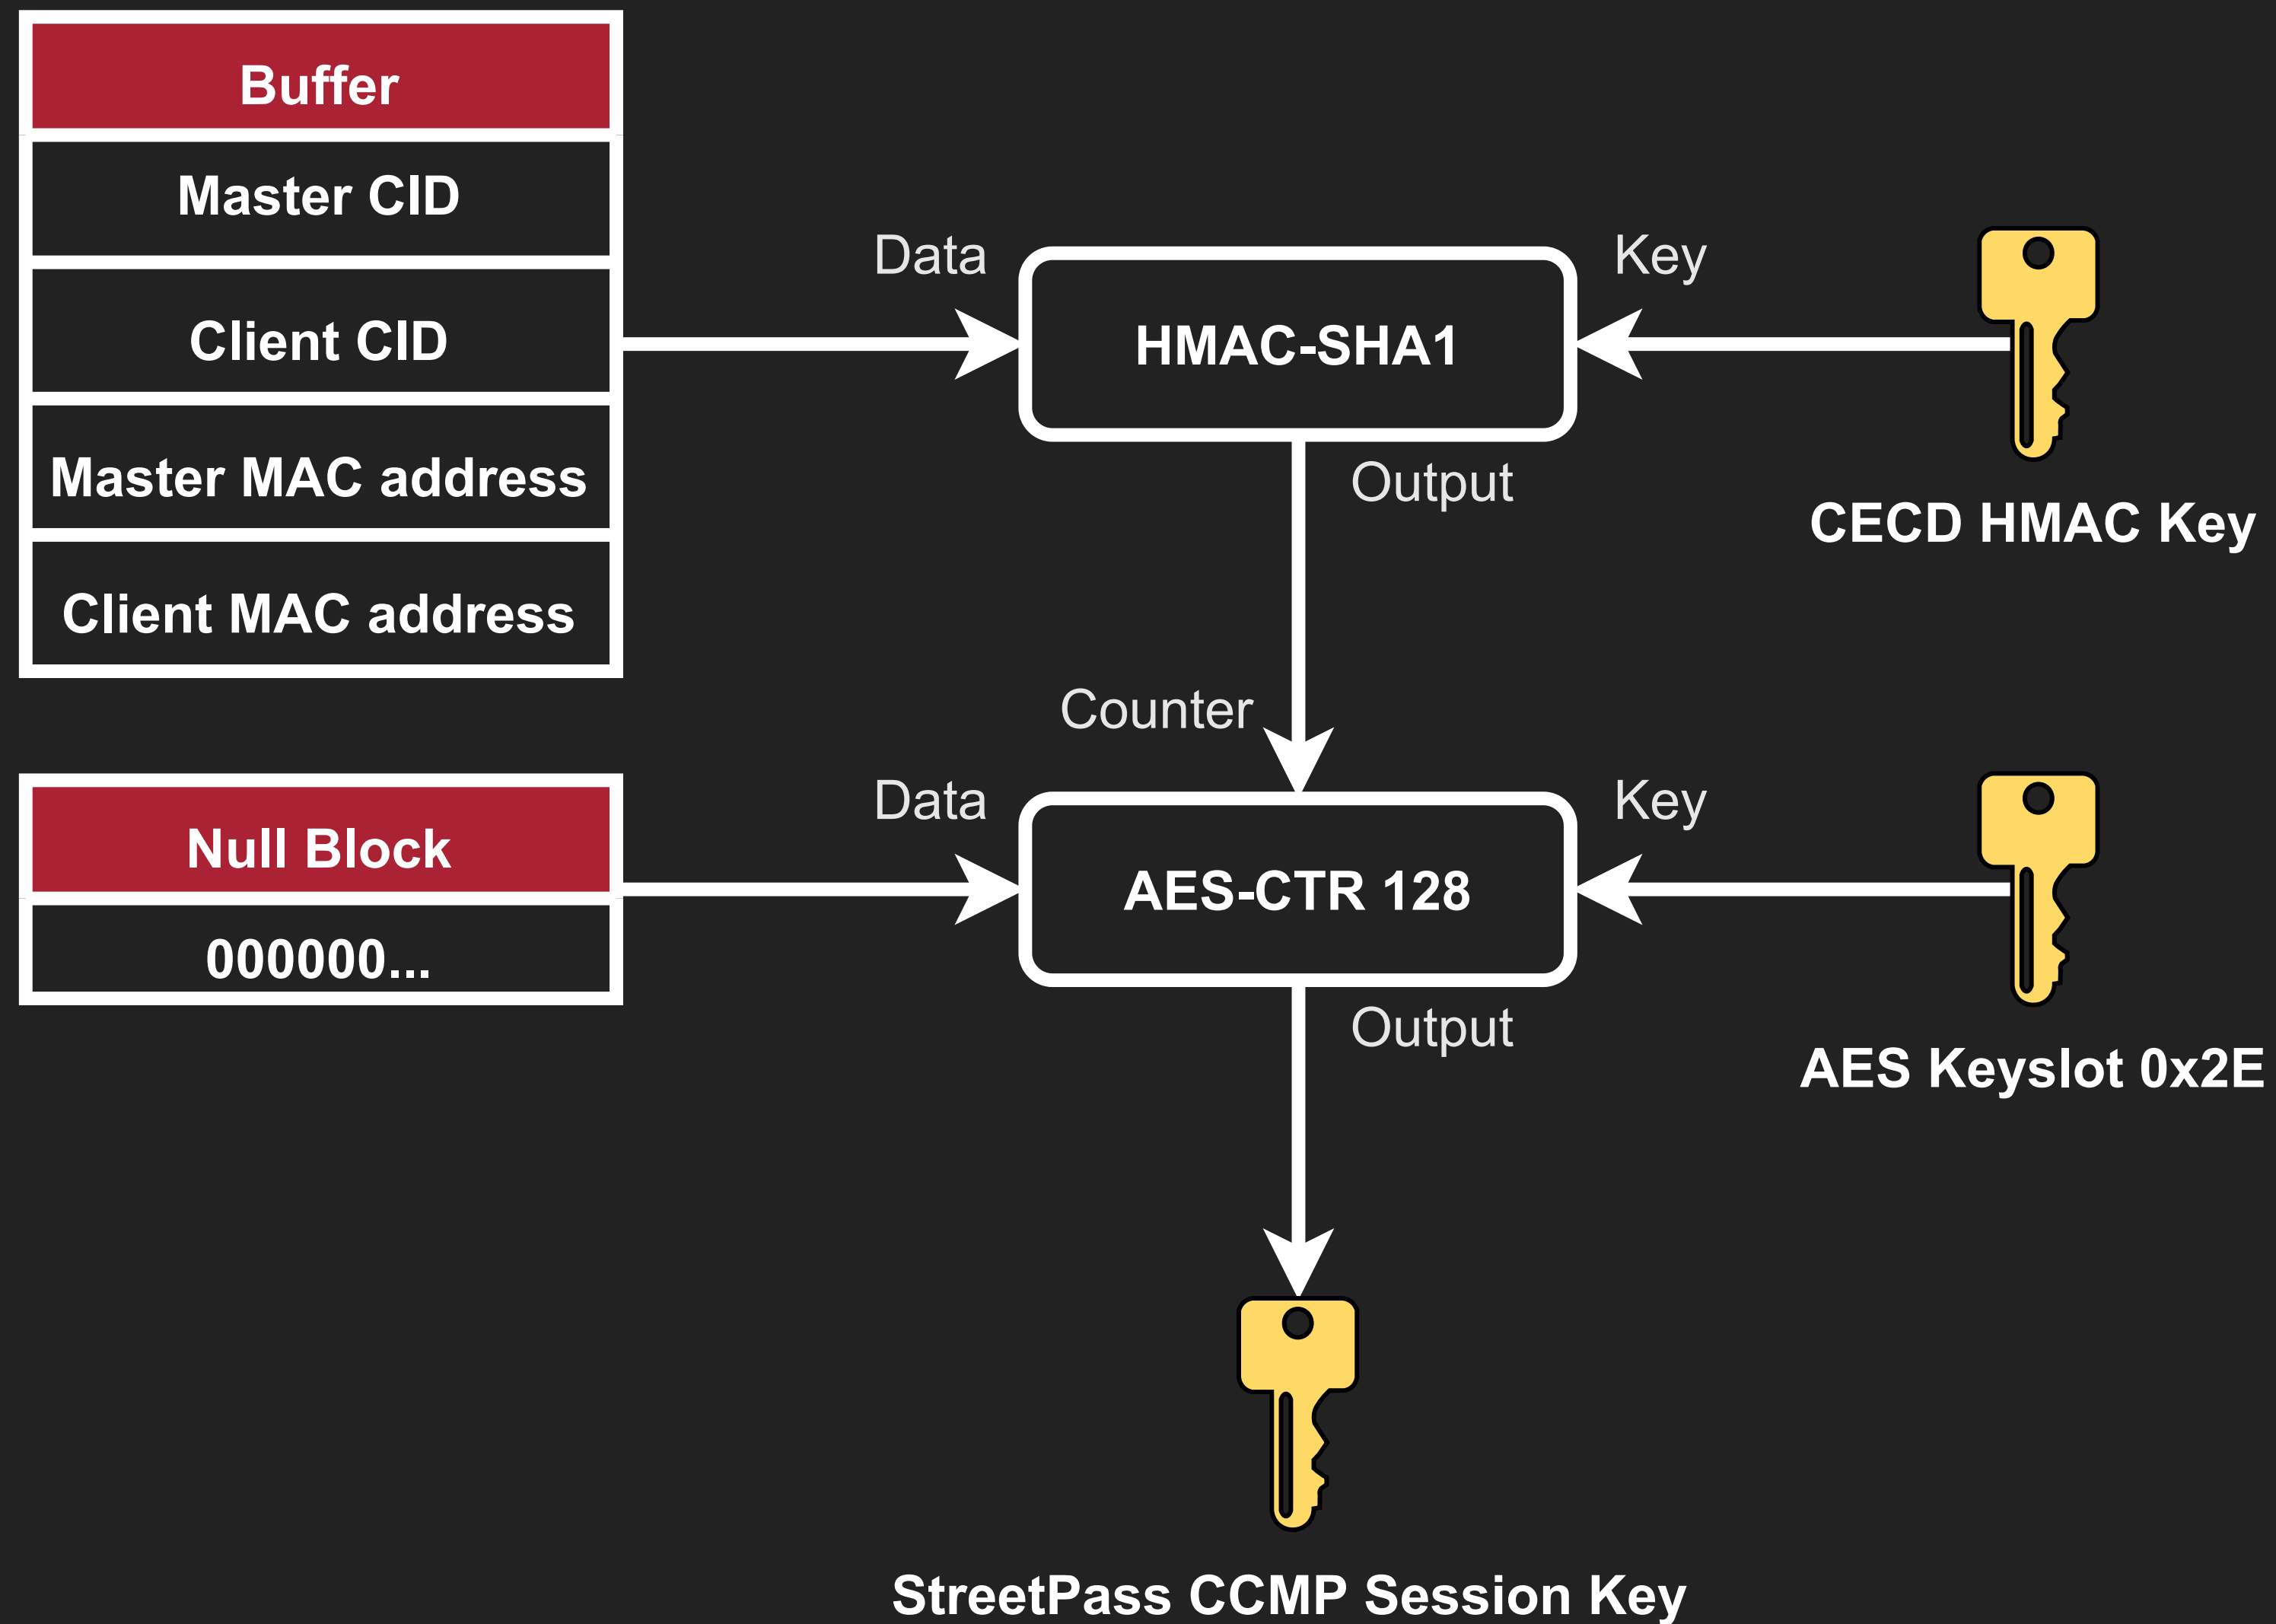 Buffer
Master CID
Client CID
Master MAC address
Client MAC address
Data
HMAC-SHA1
Key
CECD HMAC Key
Output
Counter
Null Block
000000...
Data
AES-CTR 128
Key
AES Keyslot 0x2E
Output
StreetPass CCMP Session Key